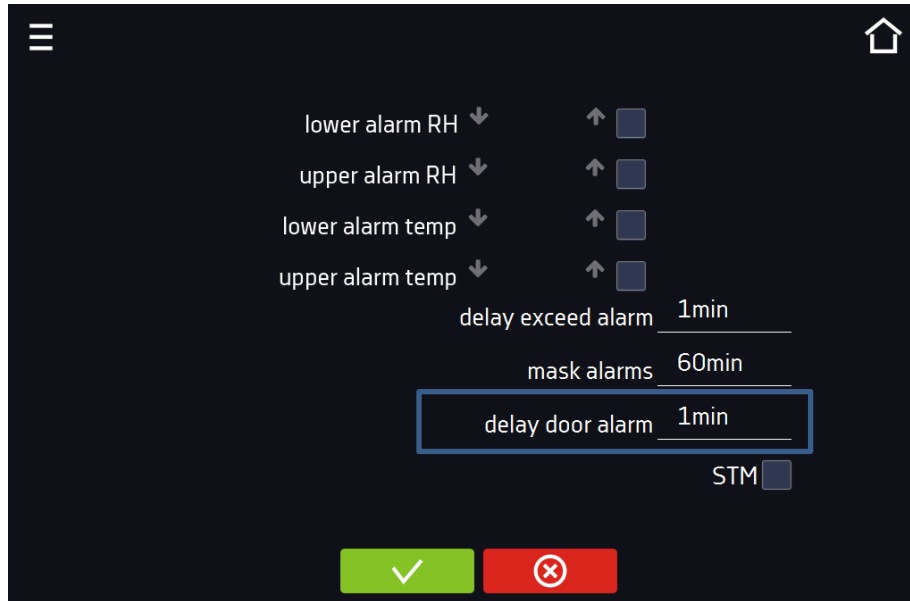 lower alarm RH
upper alarm RH
lower alarm temp
upper alarm temp
delay exceed alarm 1min
mask alarms 60min
delay door alarm 1min
STM